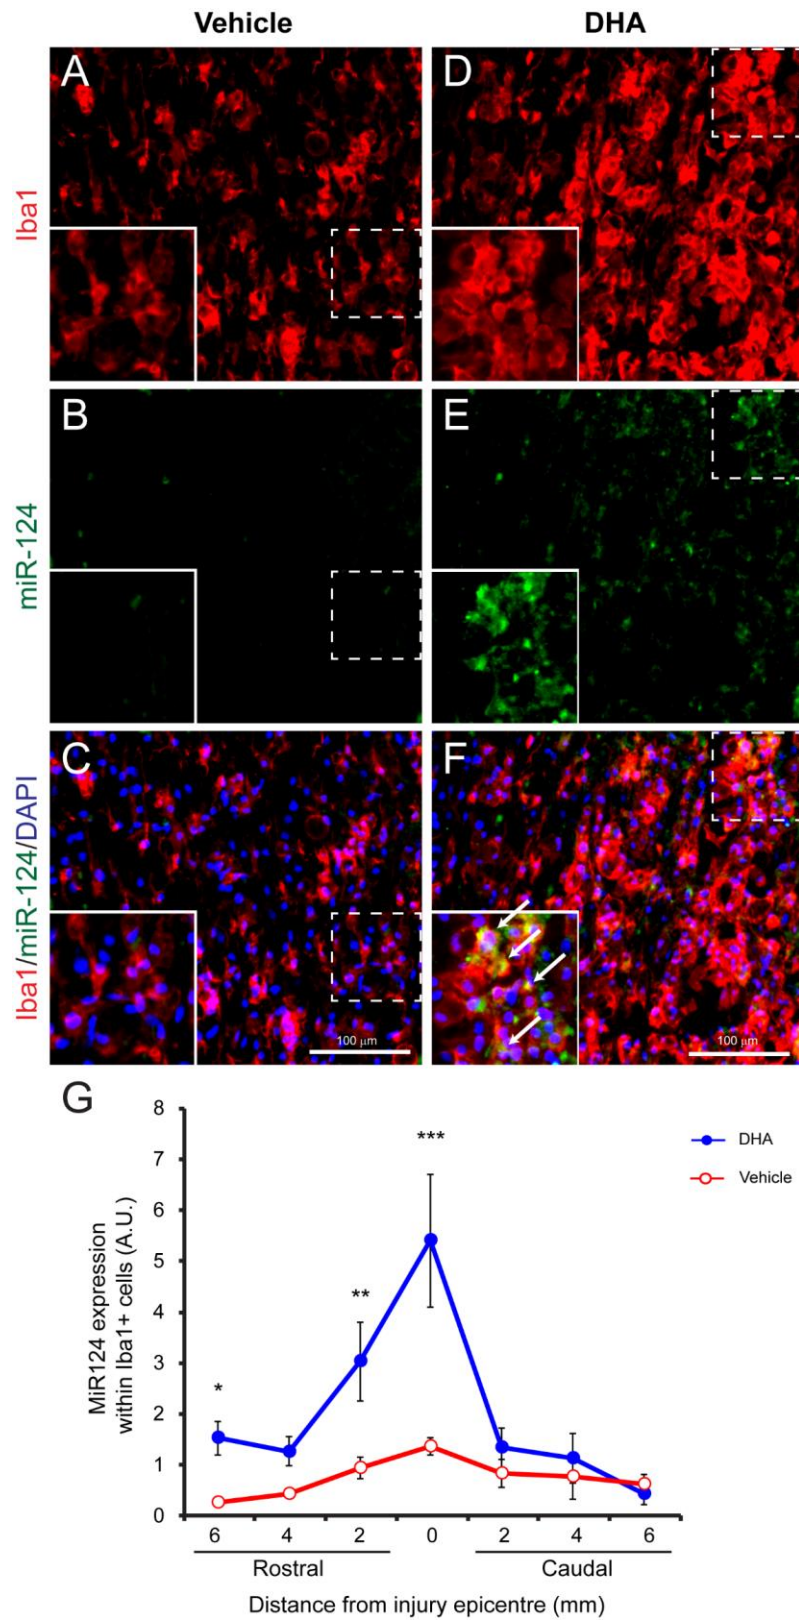 Vehicle
DHA
Iba1
A
D
miR-124
B
E
Iba1/miR-124/DAPI
C
F
100 µm
100 µm
G
MiR124 expression
within Iba1+ cells (A.U.)
8
7
6
5
4
3
2
1
0
*
**
***
DHA
Vehicle
6 4 2 0 2 4 6
Rostral Caudal
Distance from injury epicentre (mm)